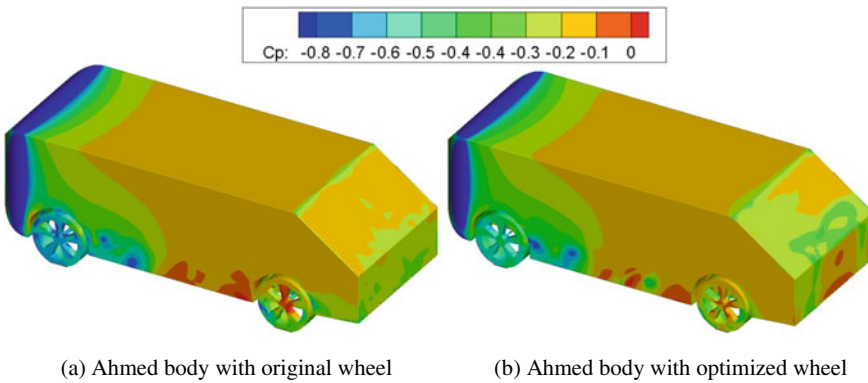 Cp: -0.8 -0.7 -0.6 -0.5 -0.4 -0.4 -0.3 -0.2 -0.1 0
(a) Ahmed body with original wheel
(b) Ahmed body with optimized wheel